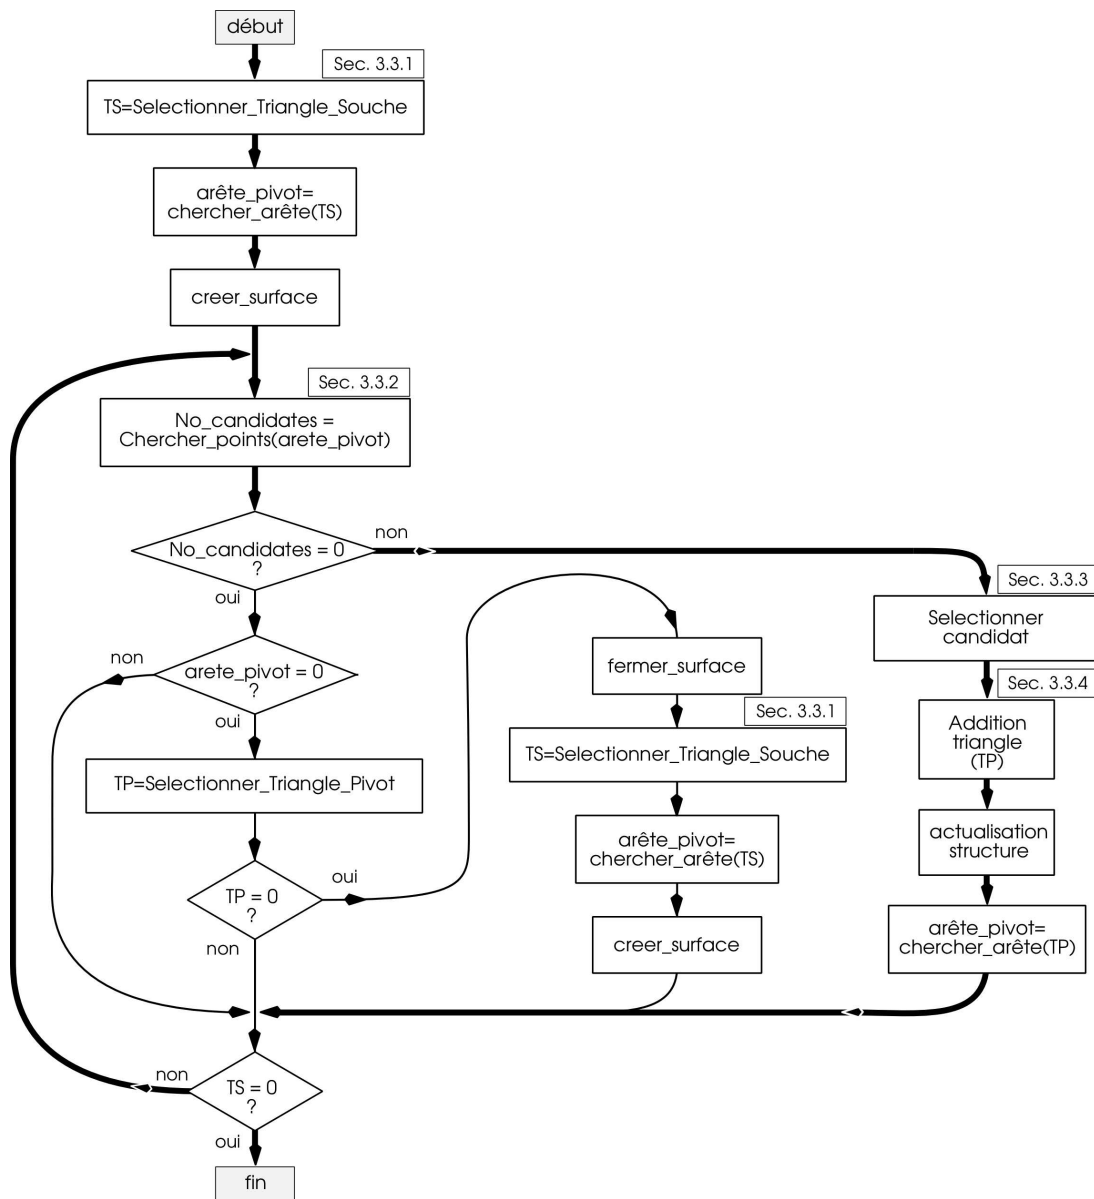 début
Sec. 3.3.1
TS=Selectionner_Triangle_Souche
arête_pivot=
chercher_arête(TS)
creer_surface
Sec. 3.3.2
No_candidates =
Chercher_points(arete_pivot)
No_candidates = 0
?
non
oui
arete_pivot = 0
?
non
oui
TP=Selectionner_Triangle_Pivot
TP = 0
?
oui
non
fermer_surface
Sec. 3.3.1
TS=Selectionner_Triangle_Souche
arête_pivot=
chercher_arête(TS)
creer_surface
Sec. 3.3.3
Selectionner
candidat
Sec. 3.3.4
Addition
triangle
(TP)
actualisation
structure
arête_pivot=
chercher_arête(TP)
TS = 0
?
non
oui
fin